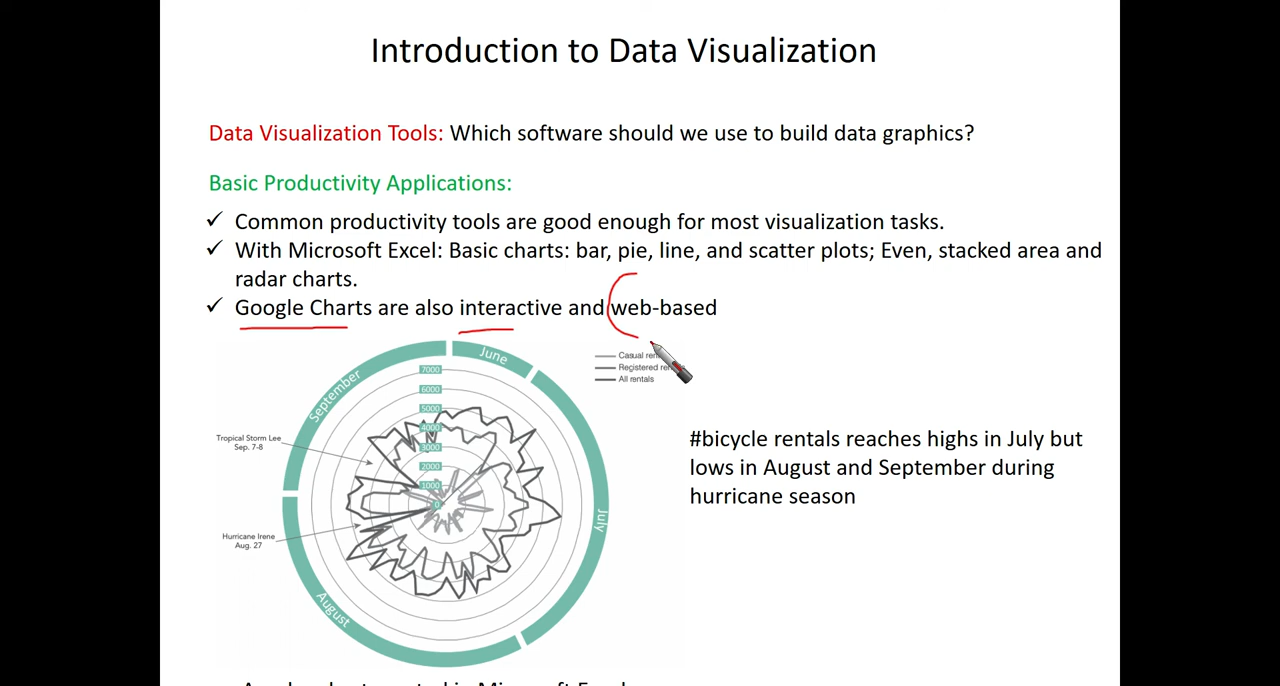 Introduction to Data Visualization
Data Visualization Tools: Which software should we use to build data graphics?
Basic Productivity Applications:
✓ Common productivity tools are good enough for most visualization tasks.
✓ With Microsoft Excel: Basic charts: bar, pie, line, and scatter plots; Even, stacked area and
radar charts.
✓ Google Charts are also interactive and web-based
June
July
August
September
7000
6000
5000
4000
3000
2000
1000
0
Tropical Storm Lee
Sep. 7-8
Hurricane Irene
Aug. 27
Casual
Registered
All rentals
#bicycle rentals reaches highs in July but
lows in August and September during
hurricane season